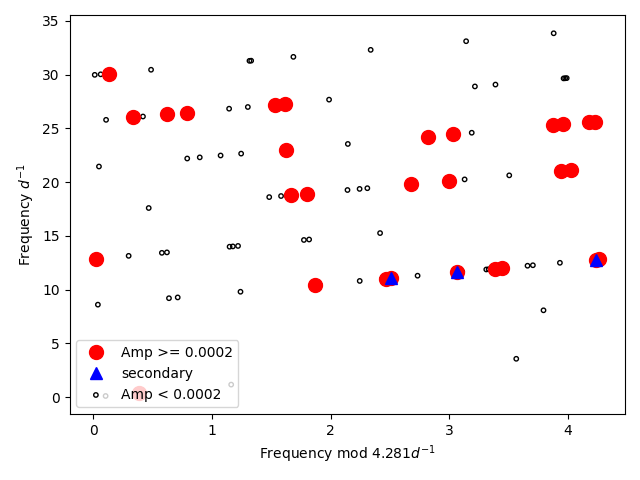 35
30
25
20
15
10
5
0
Frequency $d^{-1}$
Amp >= 0.0002
secondary
Amp < 0.0002
0
1
2
3
4
Frequency mod 4.281$d^{-1}$